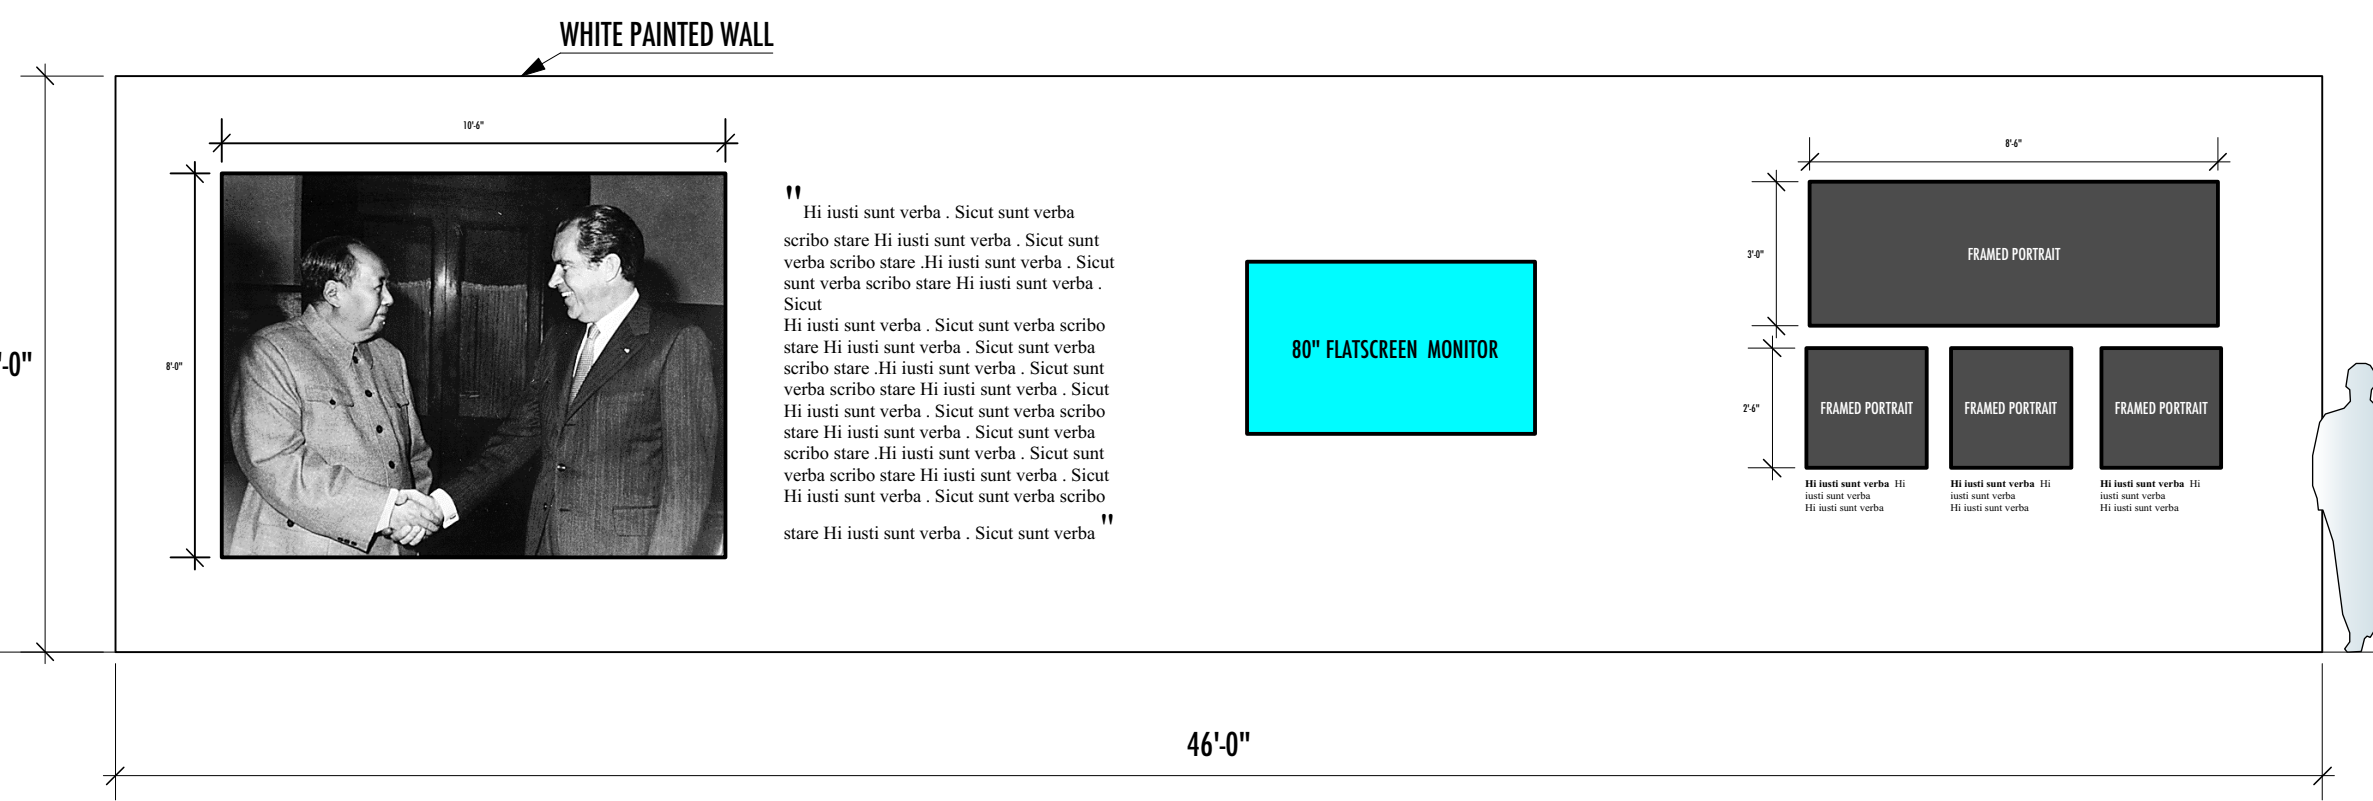 WHITE PAINTED WALL
10'-6"
8'-6"
"
Hi iusti sunt verba . Sicut sunt verba
scribo stare Hi iusti sunt verba . Sicut sunt
verba scribo stare .Hi iusti sunt verba . Sicut
sunt verba scribo stare Hi iusti sunt verba .
Sicut
Hi iusti sunt verba . Sicut sunt verba scribo
stare Hi iusti sunt verba . Sicut sunt verba
scribo stare .Hi iusti sunt verba . Sicut sunt
verba scribo stare Hi iusti sunt verba . Sicut
Hi iusti sunt verba . Sicut sunt verba scribo
stare Hi iusti sunt verba . Sicut sunt verba
scribo stare .Hi iusti sunt verba . Sicut sunt
verba scribo stare Hi iusti sunt verba . Sicut
Hi iusti sunt verba . Sicut sunt verba scribo
stare Hi iusti sunt verba . Sicut sunt verba "
3'-0"
FRAMED PORTRAIT
'-0"
8'-0"
80" FLATSCREEN MONITOR
2'-6"
FRAMED PORTRAIT
FRAMED PORTRAIT
FRAMED PORTRAIT
Hi iusti sunt verba Hi
iusti sunt verba
Hi iusti sunt verba
Hi iusti sunt verba Hi
iusti sunt verba
Hi iusti sunt verba
Hi iusti sunt verba Hi
iusti sunt verba
Hi iusti sunt verba
46'-0"